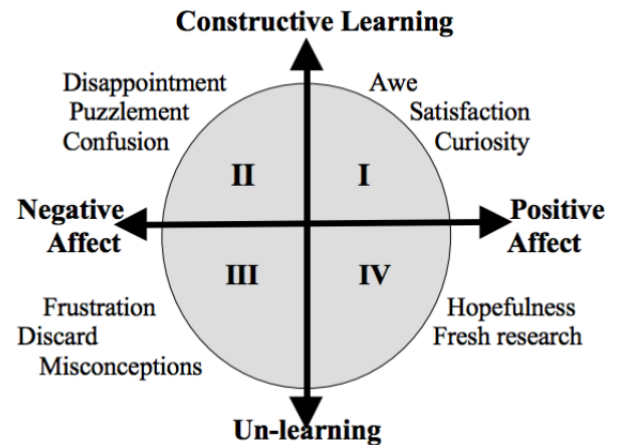 Constructive Learning
Disappointment
Puzzlement
Confusion
Awe
Satisfaction
Curiosity
II
I
Negative
Affect
Positive
Affect
III
IV
Frustration
Discard
Misconceptions
Hopefulness
Fresh research
Un-learning